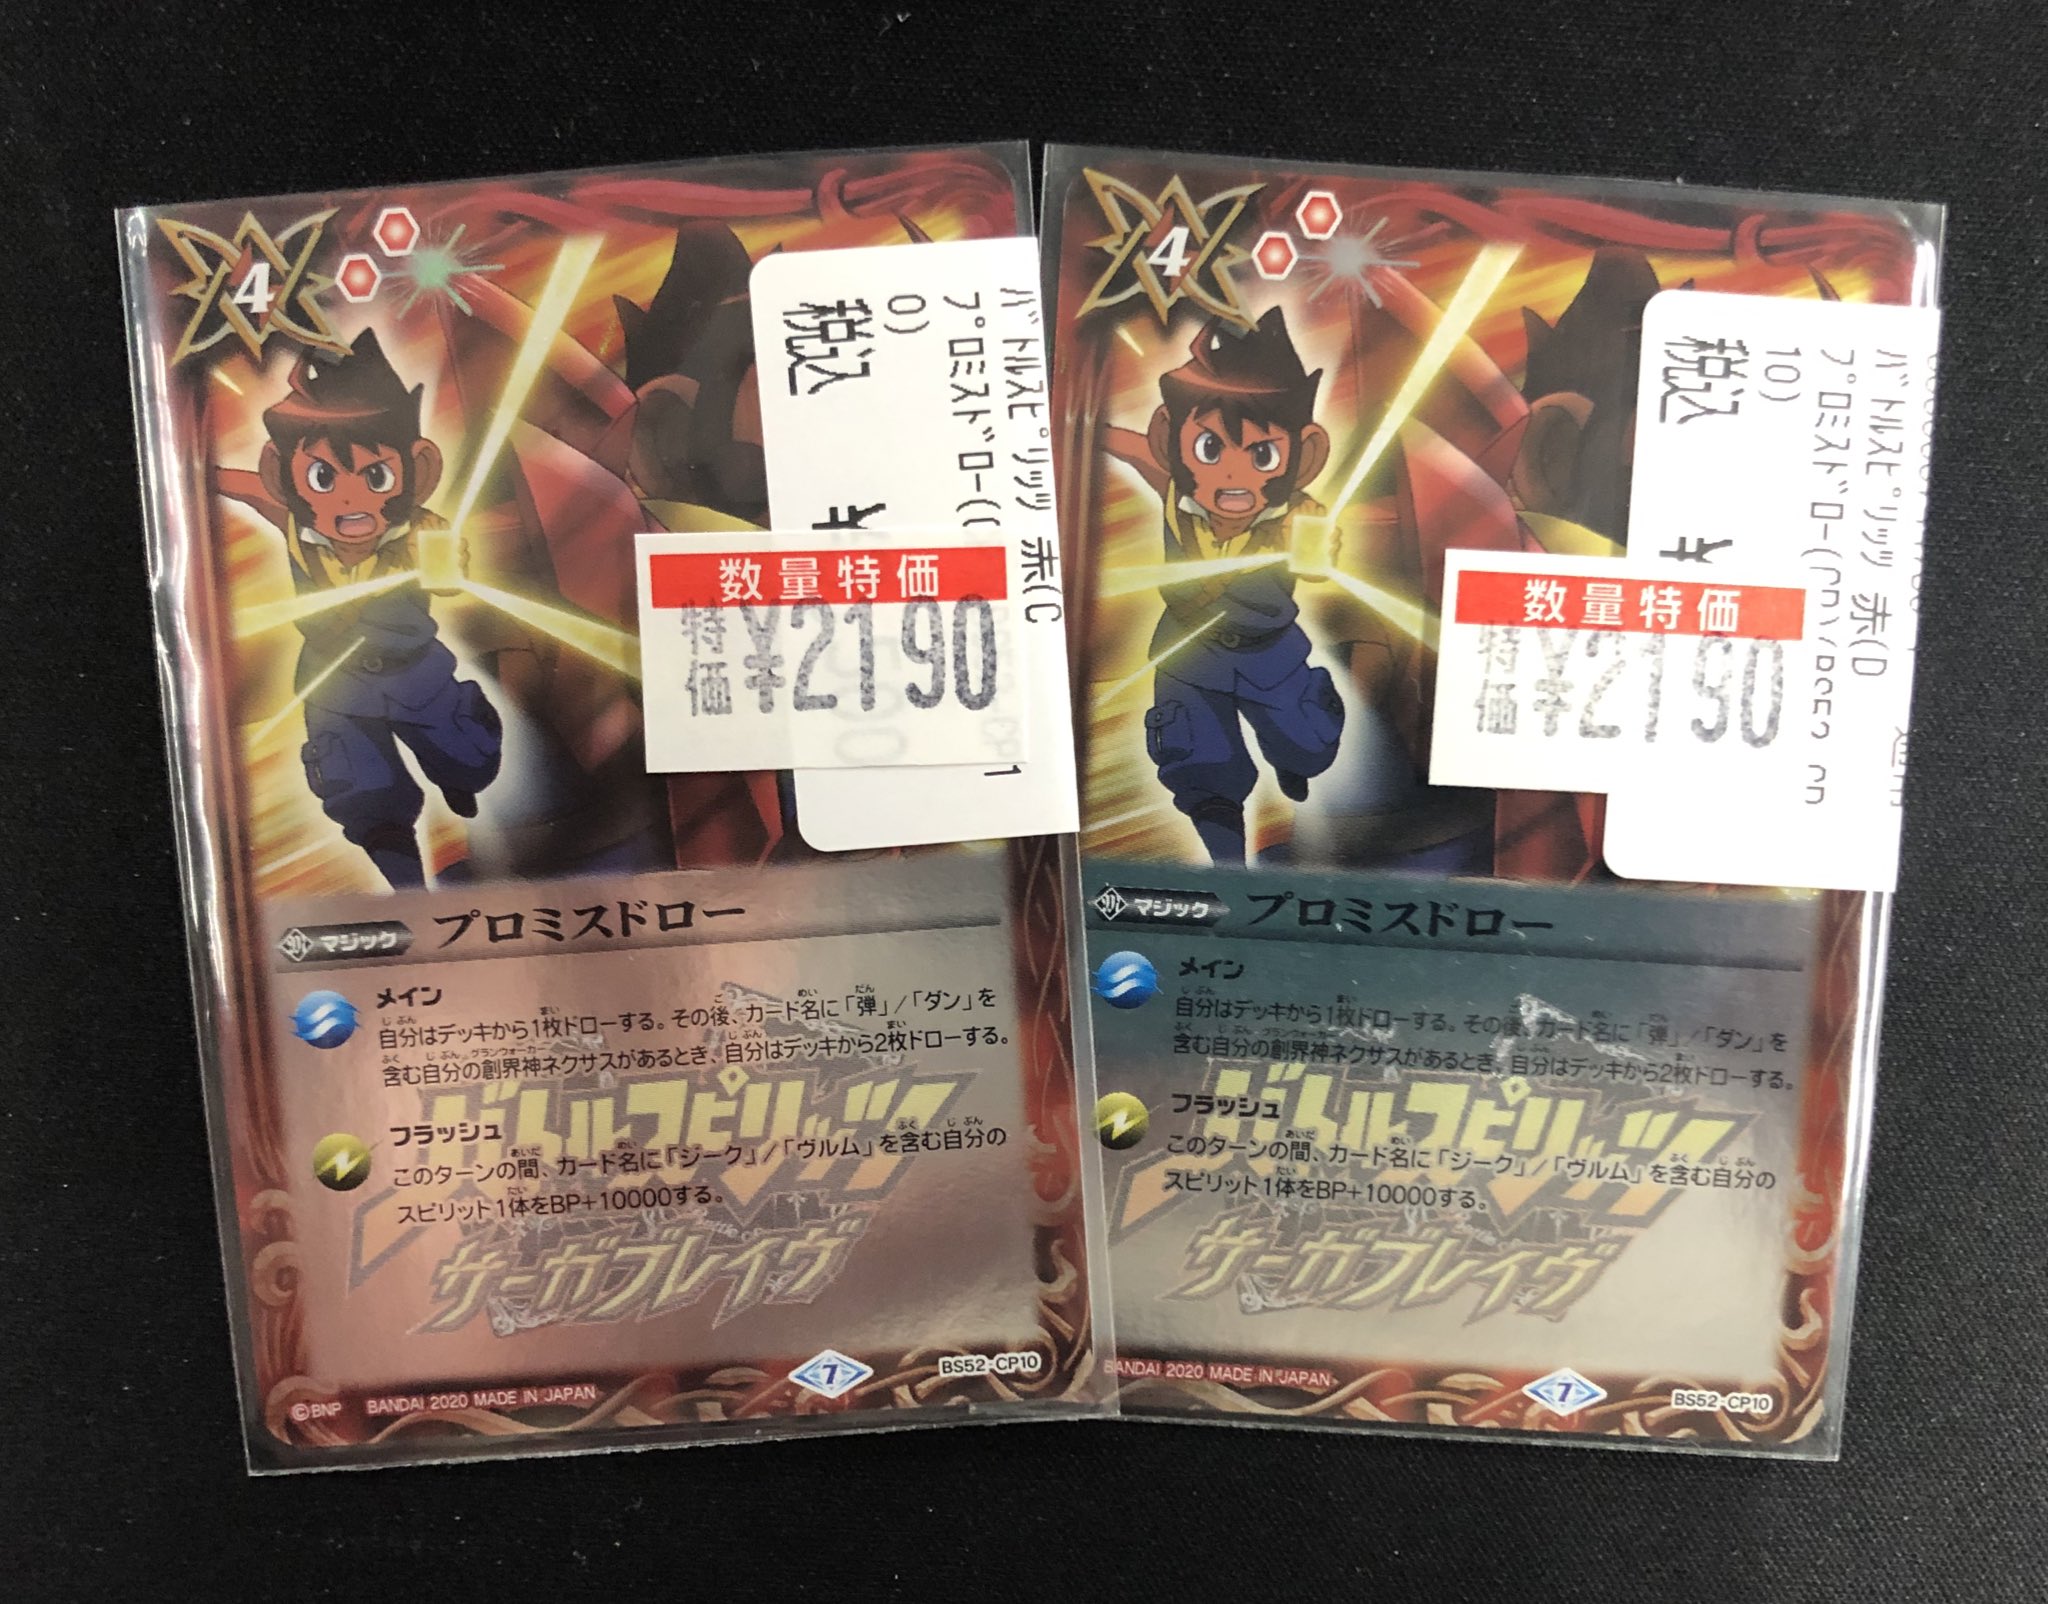 4
税込
¥
0)
プロミストドロー(C
バトルスピリッツ 赤(C
数量特価
特価 ¥2190
マジック
プロミスドロー
メイン
自分はデッキから1枚ドローする。その後、カード名に「弾」/「ダン」を
含む自分の創界神ネクサスがあるとき、自分はデッキから2枚ドローする。
フラッシュ
このターンの間、カード名に「ジーク」/「ヴルム」を含む自分の
スピリット1体をBP+10000する。
バトルスピリッツ
サーガブレイヴ
©BNP BANDAI 2020 MADE IN JAPAN
7
BS52-CP10
4
税込
¥
10)
プロミストドロー(CP)(BS52
バトルスピリッツ 赤(D
数量特価
特価 ¥2190
マジック
プロミスドロー
メイン
自分はデッキから1枚ドローする。その後、カード名に「弾」/「ダン」を
含む自分の創界神ネクサスがあるとき、自分はデッキから2枚ドローする。
フラッシュ
このターンの間、カード名に「ジーク」/「ヴルム」を含む自分の
スピリット1体をBP+10000する。
バトルスピリッツ
サーガブレイヴ
BANDAI 2020 MADE IN JAPAN
7
BS52-CP10